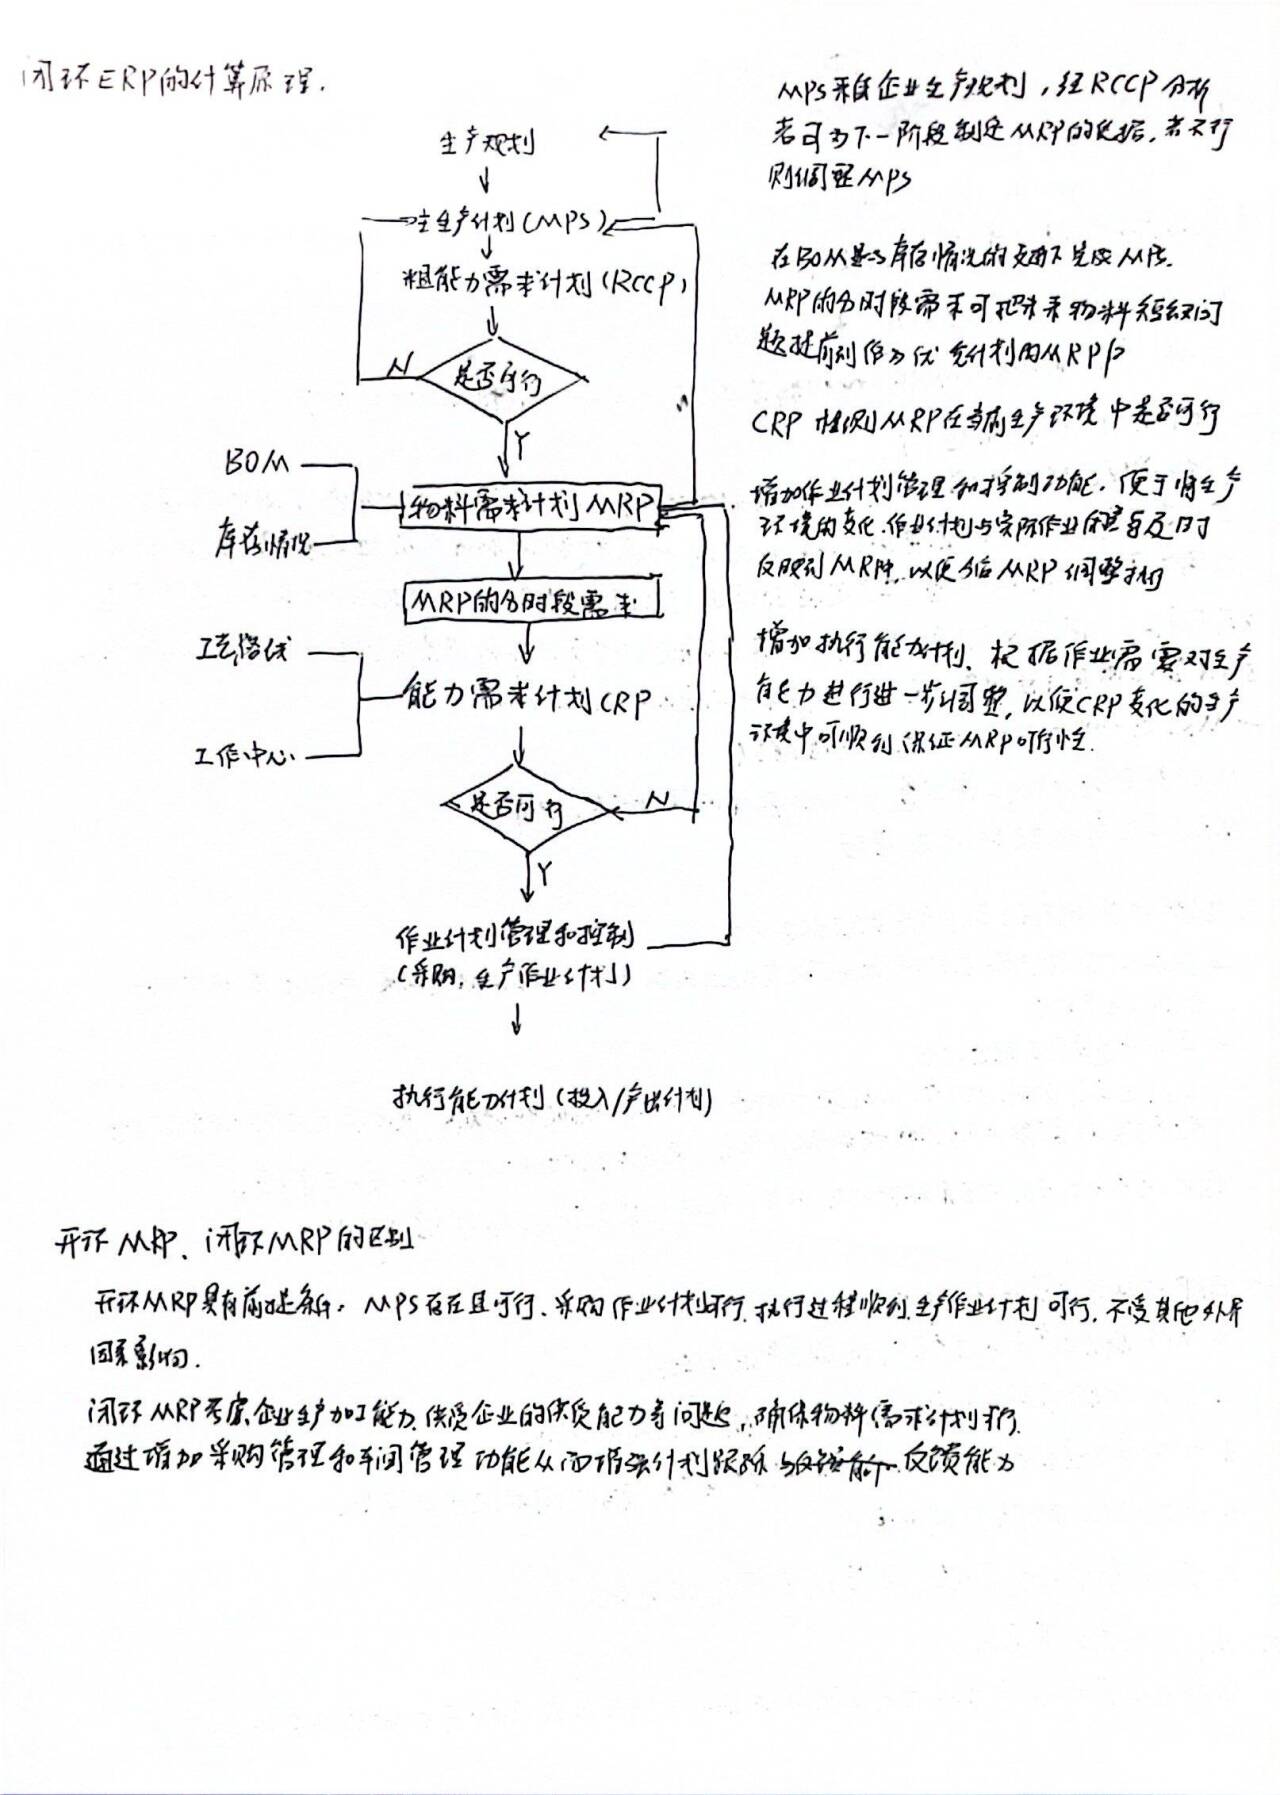 闭环ERP的计算原理.
生产规划
主生产计划(MPS)
粗能力需求计划(RCCP)
N
是否可行
Y
BOM
物料需求计划MRP
库存情况
MRP的分时段需求
工艺路线
能力需求计划CRP
工作中心
是否可行
N
Y
作业计划管理和控制
(采购,生产作业计划)
执行能力计划(投入/产出计划)
MPS来自企业生产规划,经RCCP分析
若可为下一阶段制定MRP的依据,若不行
则调整MPS
在BOM与库存情况的支持下完成MPS.
MRP的分时段需求可把未来物料短缺问
题提前到作为优先计划的MRP中
CRP检测MRP在当前生产环境中是否可行
增加作业计划管理和控制功能,便于将生产
环境的变化.作业计划与实际作业的差异及时
反映到MRP中,以便分后MRP调整
增加执行能力计划.根据作业需要对生产
能力进行进一步调整,以使CRP变化的生产
环境中可顺利保证MRP可行性.
开环MRP、闭环MRP的区别
开环MRP具有前提条件:MPS存在且可行、采购作业计划可行.执行过程顺利.生产作业计划可行.不受其他外界
因素影响.
闭环MRP考虑企业生产加工能力.供应企业的供应能力等问题,确保物料需求计划可行.
通过增加采购管理和车间管理功能从而增强计划跟踪与反馈能力